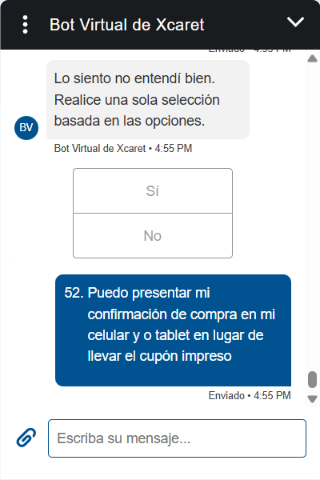 Bot Virtual de Xcaret
Enviado • 4:55 PM
Lo siento no entendí bien.
Realice una sola selección
basada en las opciones.
BV
Bot Virtual de Xcaret • 4:55 PM
Sí
No
52. Puedo presentar mi
confirmación de compra en mi
celular y o tablet en lugar de
llevar el cupón impreso
Enviado • 4:55 PM
Escriba su mensaje...